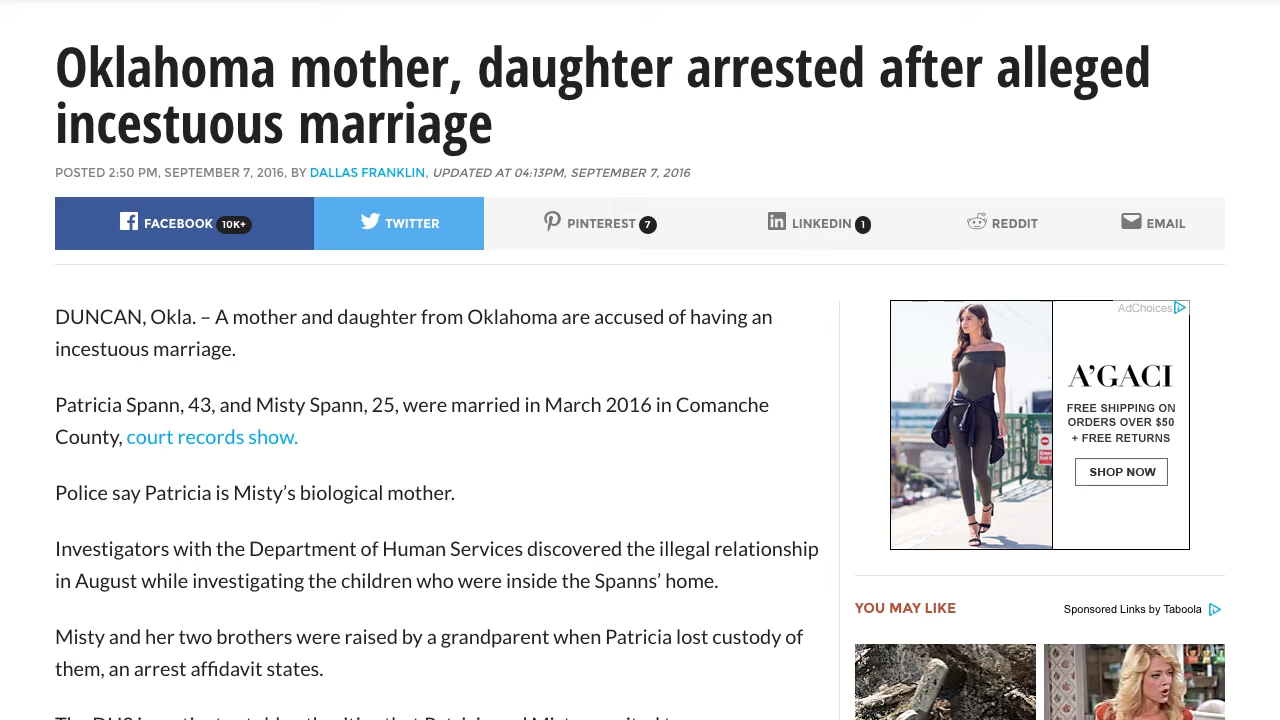 Oklahoma mother, daughter arrested after alleged
incestuous marriage
POSTED 2:50 PM, SEPTEMBER 7, 2016, BY DALLAS FRANKLIN, UPDATED AT 04:13PM, SEPTEMBER 7, 2016
FACEBOOK 10K+
TWITTER
PINTEREST 7
LINKEDIN 1
REDDIT
EMAIL
DUNCAN, Okla. – A mother and daughter from Oklahoma are accused of having an
incestuous marriage.
Patricia Spann, 43, and Misty Spann, 25, were married in March 2016 in Comanche
County, court records show.
Police say Patricia is Misty’s biological mother.
Investigators with the Department of Human Services discovered the illegal relationship
in August while investigating the children who were inside the Spanns’ home.
Misty and her two brothers were raised by a grandparent when Patricia lost custody of
them, an arrest affidavit states.
AdChoices
A’GACI
FREE SHIPPING ON
ORDERS OVER $50
+ FREE RETURNS
SHOP NOW
YOU MAY LIKE
Sponsored Links by Taboola